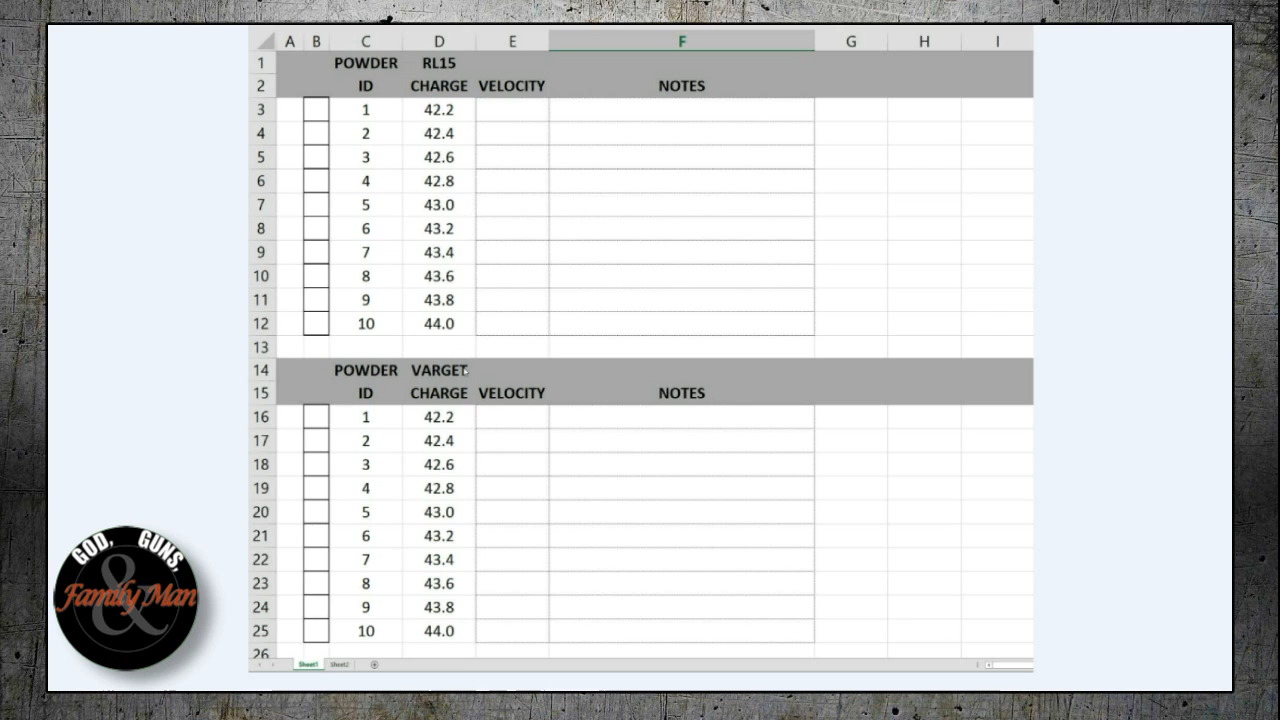 A B C D E F G H I
1 POWDER RL15
2 ID CHARGE VELOCITY NOTES
3 1 42.2
4 2 42.4
5 3 42.6
6 4 42.8
7 5 43.0
8 6 43.2
9 7 43.4
10 8 43.6
11 9 43.8
12 10 44.0
13
14 POWDER VARGET
15 ID CHARGE VELOCITY NOTES
16 1 42.2
17 2 42.4
18 3 42.6
19 4 42.8
20 5 43.0
21 6 43.2
22 7 43.4
23 8 43.6
24 9 43.8
25 10 44.0
26
Sheet1 Sheet2
GOD, GUNS,
&
Family Man